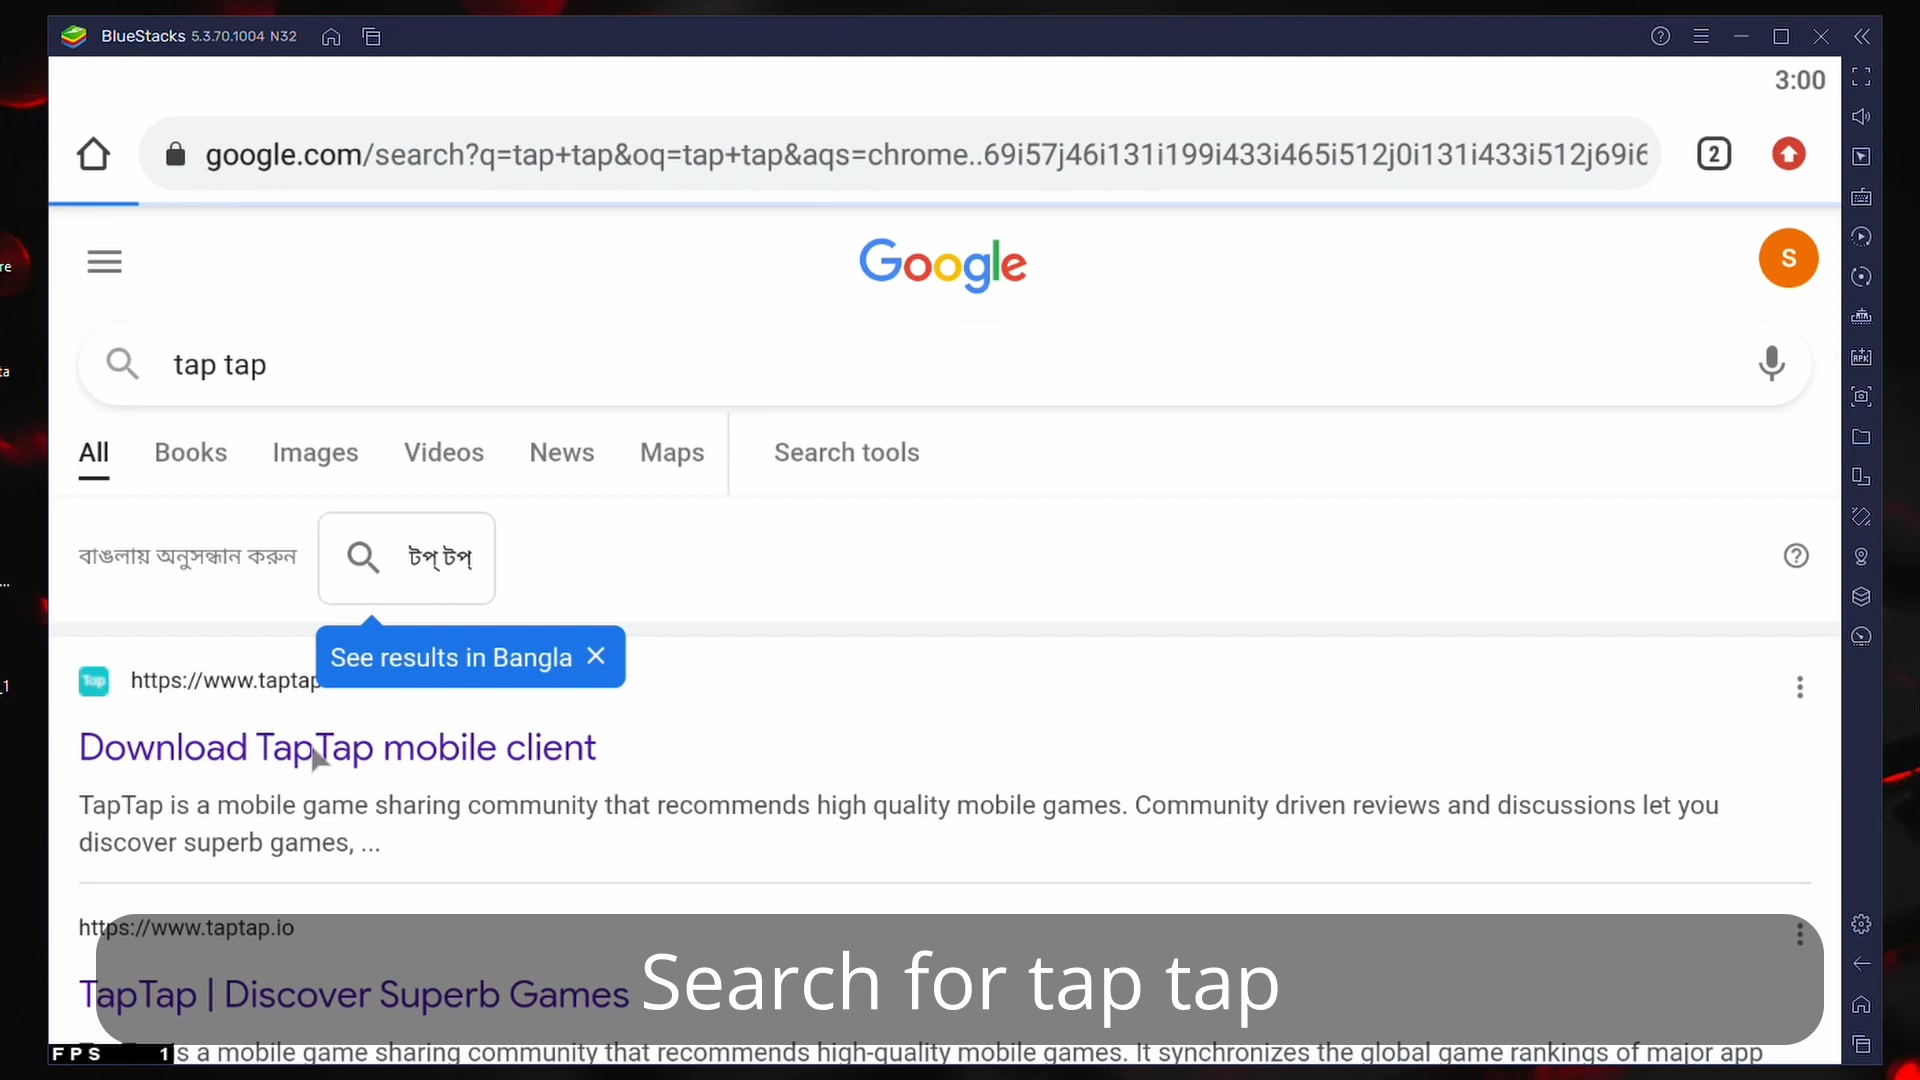 BlueStacks 5.3.70.1004 N32
3:00
google.com/search?q=tap+tap&oq=tap+tap&aqs=chrome..69i57j46i131i199i433i465i512j0i131i433i512j69i6
2
Google
S
re
tap tap
ta
All Books Images Videos News Maps Search tools
বাঙলায় অনুসন্ধান করুন টপ্ টপ্
...
See results in Bangla
Tap https://www.taptap
_1
Download TapTap mobile client
TapTap is a mobile game sharing community that recommends high quality mobile games. Community driven reviews and discussions let you
discover superb games, ...
https://www.taptap.io
TapTap | Discover Superb Games
Search for tap tap
FPS 1
s a mobile game sharing community that recommends high-quality mobile games. It synchronizes the global game rankings of major app